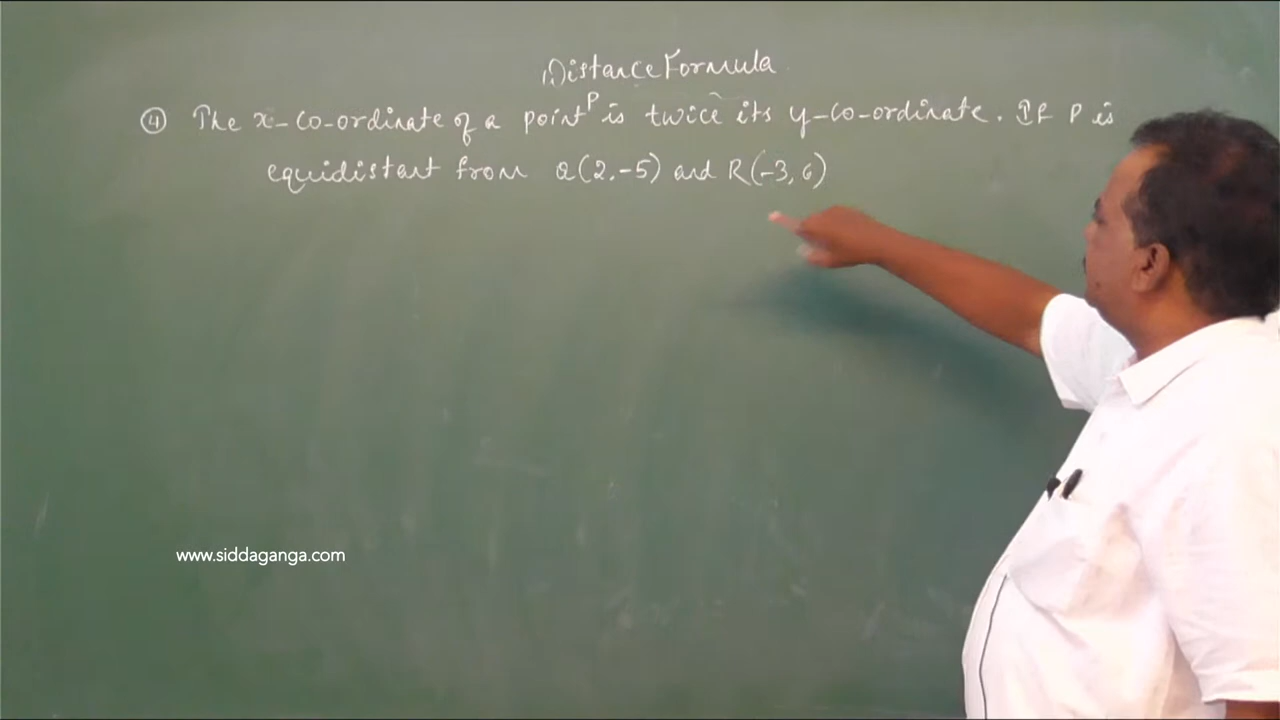 Distance Formula
④ The x-co-ordinate of a point P is twice its y-co-ordinate. If P is
equidistant from Q(2,-5) and R(-3,6)
www.siddaganga.com